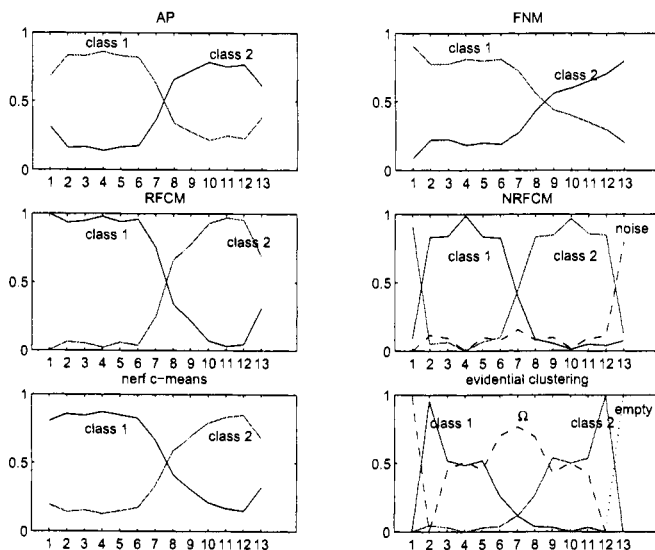 AP
FNM
1
class 1
class 2
0.5
0
1 2 3 4 5 6 7 8 9 10 11 12 13
1
class 1
class 2
0.5
0
1 2 3 4 5 6 7 8 9 10 11 12 13
RFCM
NRFCM
1
class 1
class 2
0.5
0
1 2 3 4 5 6 7 8 9 10 11 12 13
1
noise
class 1
class 2
0.5
0
1 2 3 4 5 6 7 8 9 10 11 12 13
nerf c-means
evidential clustering
1
class 1
class 2
0.5
0
1 2 3 4 5 6 7 8 9 10 11 12 13
1
empty
class 1
Ω
class 2
0.5
0
1 2 3 4 5 6 7 8 9 10 11 12 13